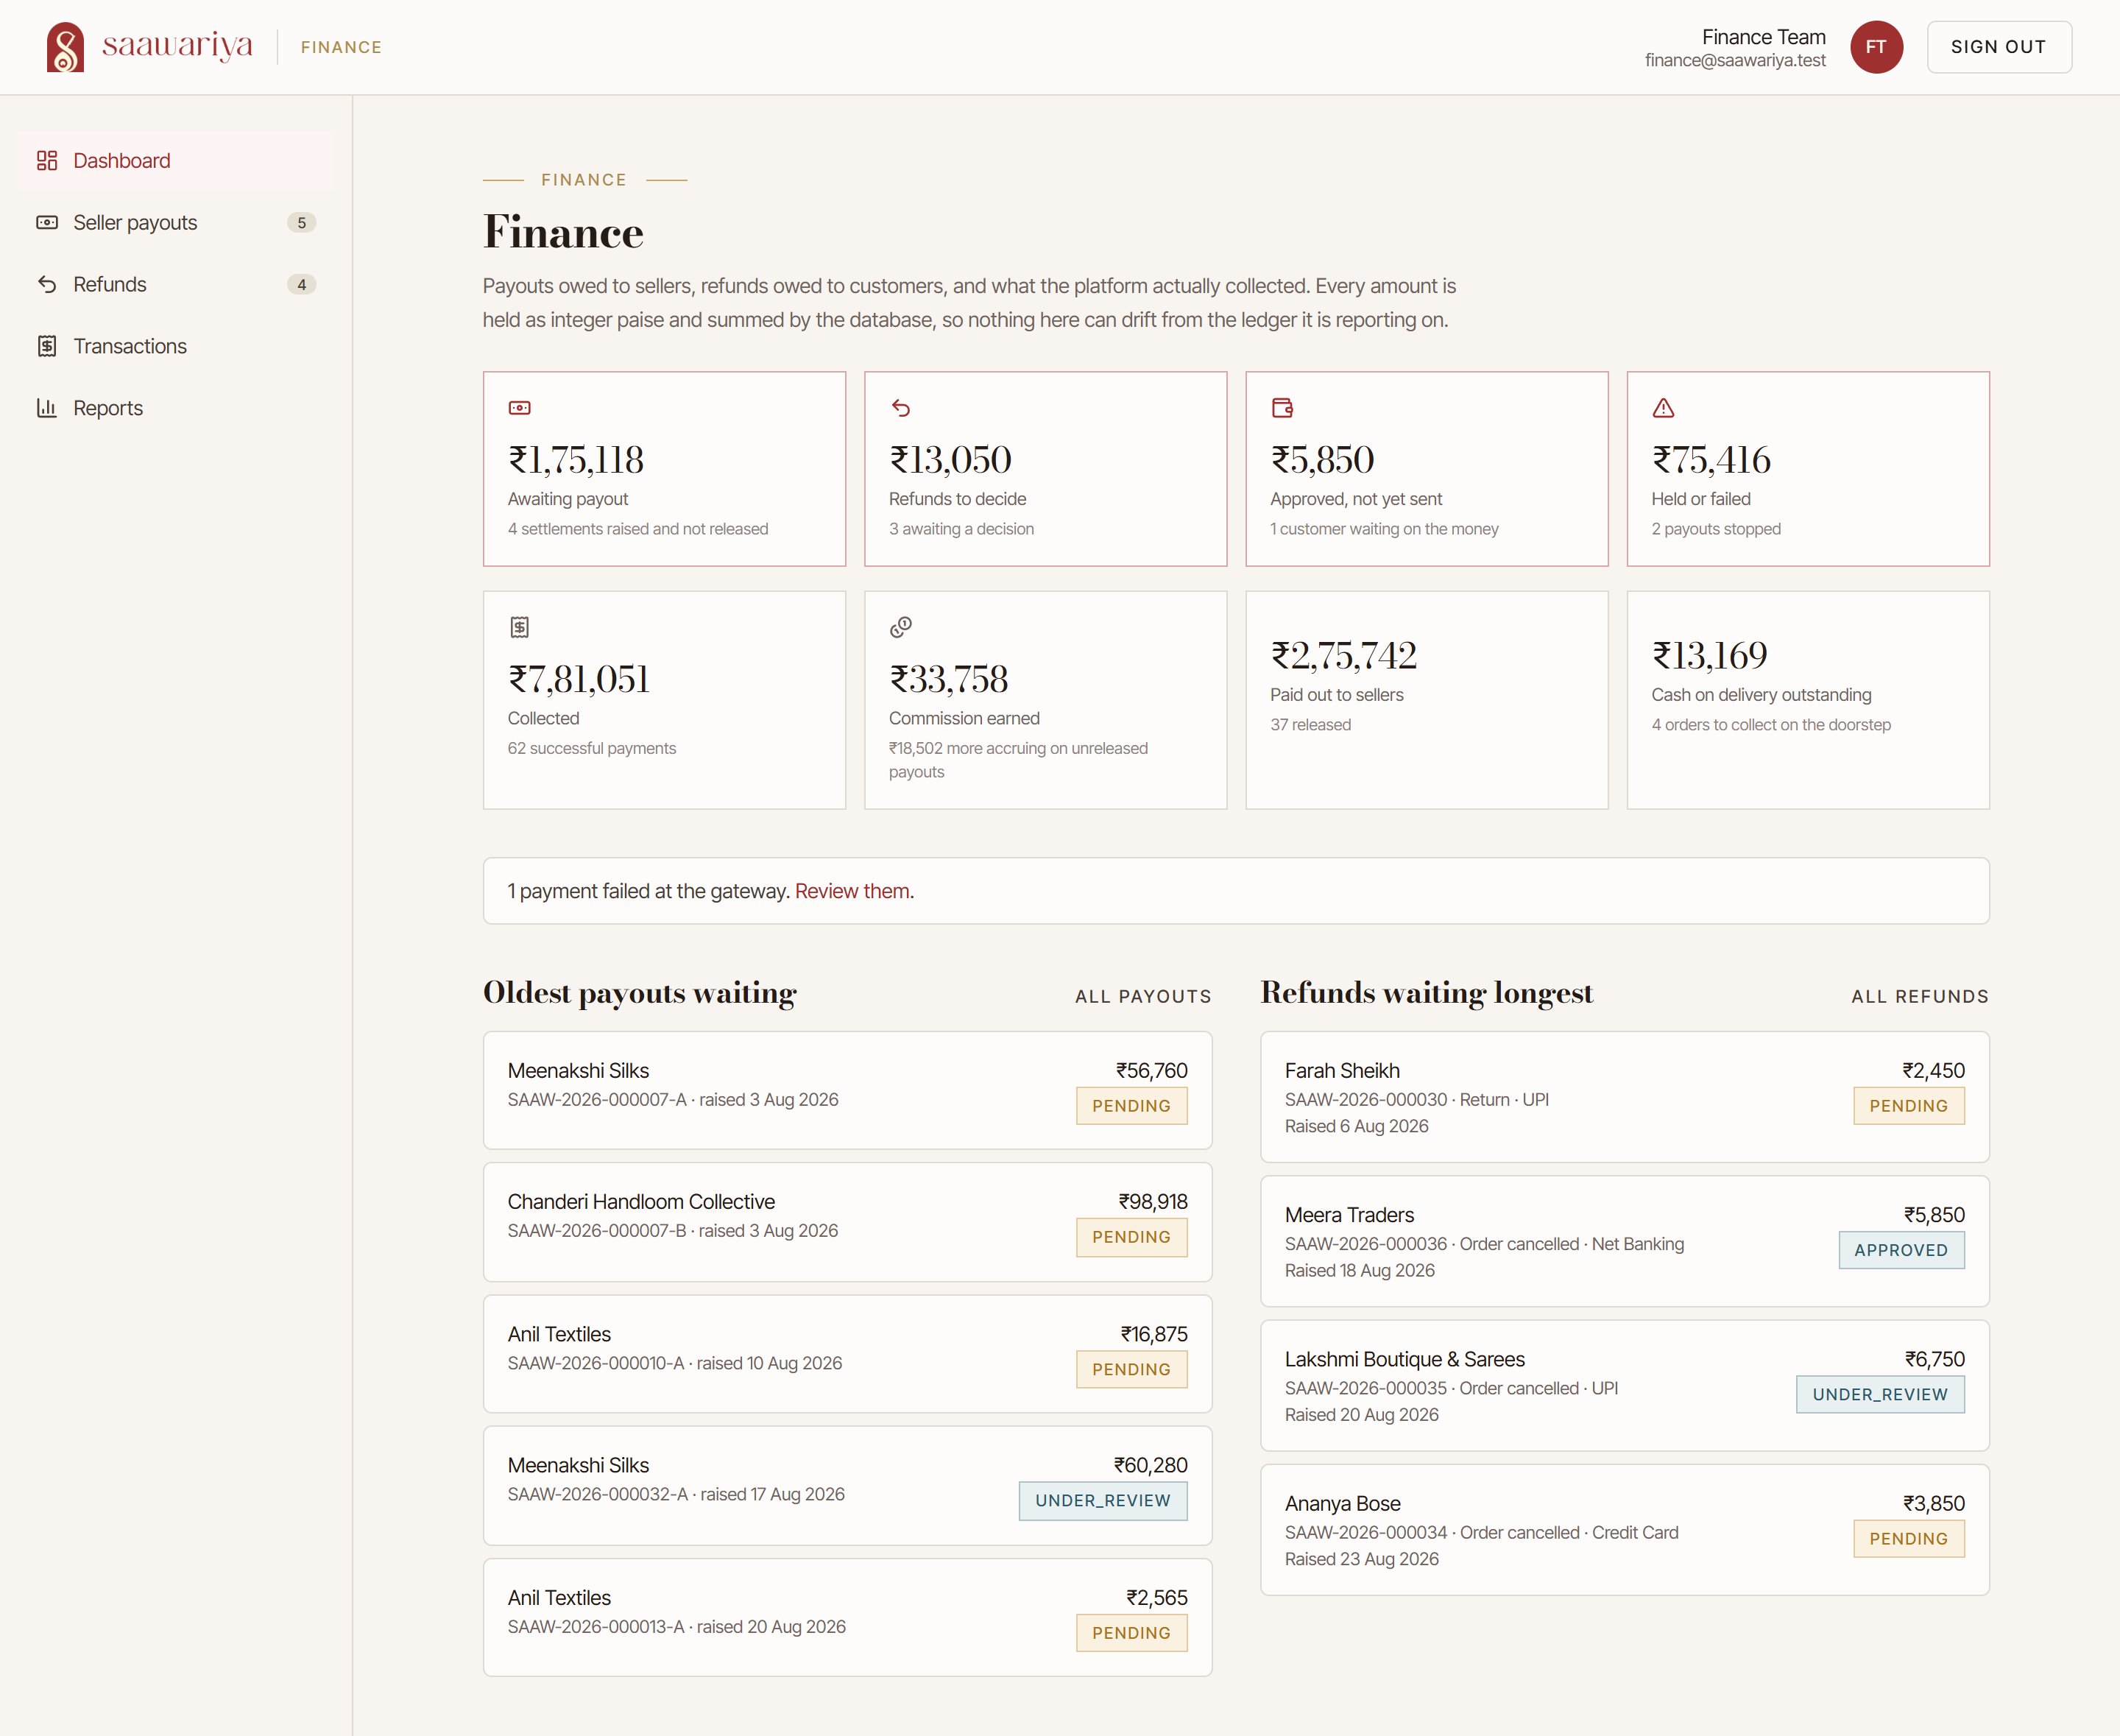 saawariya
FINANCE
Finance Team
finance@saawariya.test
FT
SIGN OUT
Dashboard
Seller payouts 5
Refunds 4
Transactions
Reports
FINANCE
Finance
Payouts owed to sellers, refunds owed to customers, and what the platform actually collected. Every amount is
held as integer paise and summed by the database, so nothing here can drift from the ledger it is reporting on.
₹1,75,118
Awaiting payout
4 settlements raised and not released
₹13,050
Refunds to decide
3 awaiting a decision
₹5,850
Approved, not yet sent
1 customer waiting on the money
₹75,416
Held or failed
2 payouts stopped
₹7,81,051
Collected
62 successful payments
₹33,758
Commission earned
₹18,502 more accruing on unreleased
payouts
₹2,75,742
Paid out to sellers
37 released
₹13,169
Cash on delivery outstanding
4 orders to collect on the doorstep
1 payment failed at the gateway. Review them.
Oldest payouts waiting
ALL PAYOUTS
Meenakshi Silks
₹56,760
SAAW-2026-000007-A · raised 3 Aug 2026
PENDING
Chanderi Handloom Collective
₹98,918
SAAW-2026-000007-B · raised 3 Aug 2026
PENDING
Anil Textiles
₹16,875
SAAW-2026-000010-A · raised 10 Aug 2026
PENDING
Meenakshi Silks
₹60,280
SAAW-2026-000032-A · raised 17 Aug 2026
UNDER_REVIEW
Anil Textiles
₹2,565
SAAW-2026-000013-A · raised 20 Aug 2026
PENDING
Refunds waiting longest
ALL REFUNDS
Farah Sheikh
₹2,450
SAAW-2026-000030 · Return · UPI
PENDING
Raised 6 Aug 2026
Meera Traders
₹5,850
SAAW-2026-000036 · Order cancelled · Net Banking
APPROVED
Raised 18 Aug 2026
Lakshmi Boutique & Sarees
₹6,750
SAAW-2026-000035 · Order cancelled · UPI
UNDER_REVIEW
Raised 20 Aug 2026
Ananya Bose
₹3,850
SAAW-2026-000034 · Order cancelled · Credit Card
PENDING
Raised 23 Aug 2026